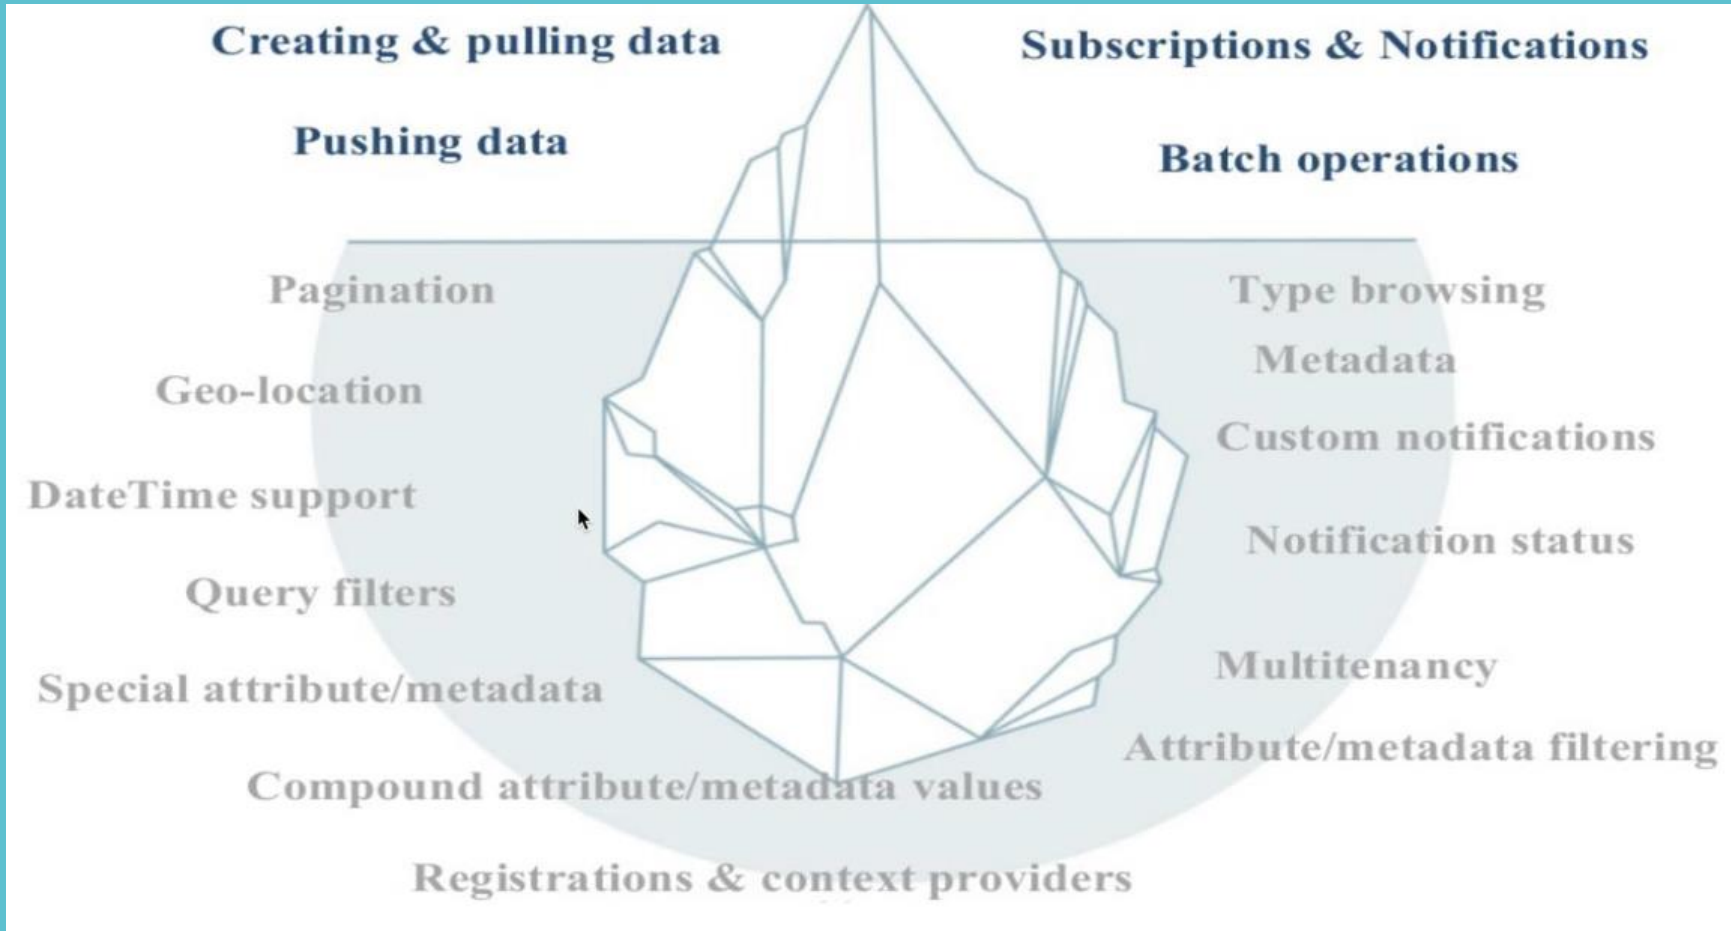 Creating & pulling data
Subscriptions & Notifications
Pushing data
Batch operations
Pagination
Type browsing
Geo-location
Metadata
Custom notifications
DateTime support
Notification status
Query filters
Multitenancy
Special attribute/metadata
Attribute/metadata filtering
Compound attribute/metadata values
Registrations & context providers